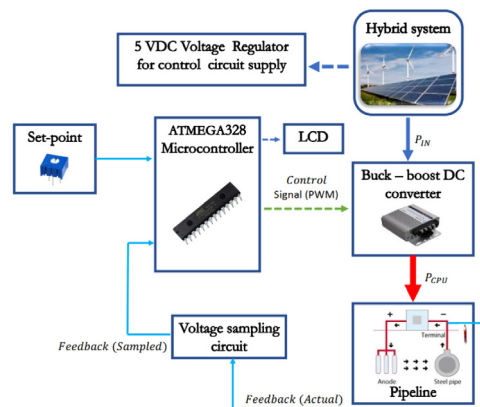 Hybrid system
5 VDC Voltage Regulator
for control circuit supply
Set-point
ATMEGA328
Microcontroller
LCD
P_IN
Control
Signal (PWM)
Buck – boost DC
converter
P_CPU
Voltage sampling
circuit
Feedback (Sampled)
Feedback (Actual)
+
−
Terminal
Anode
Steel pipe
Pipeline